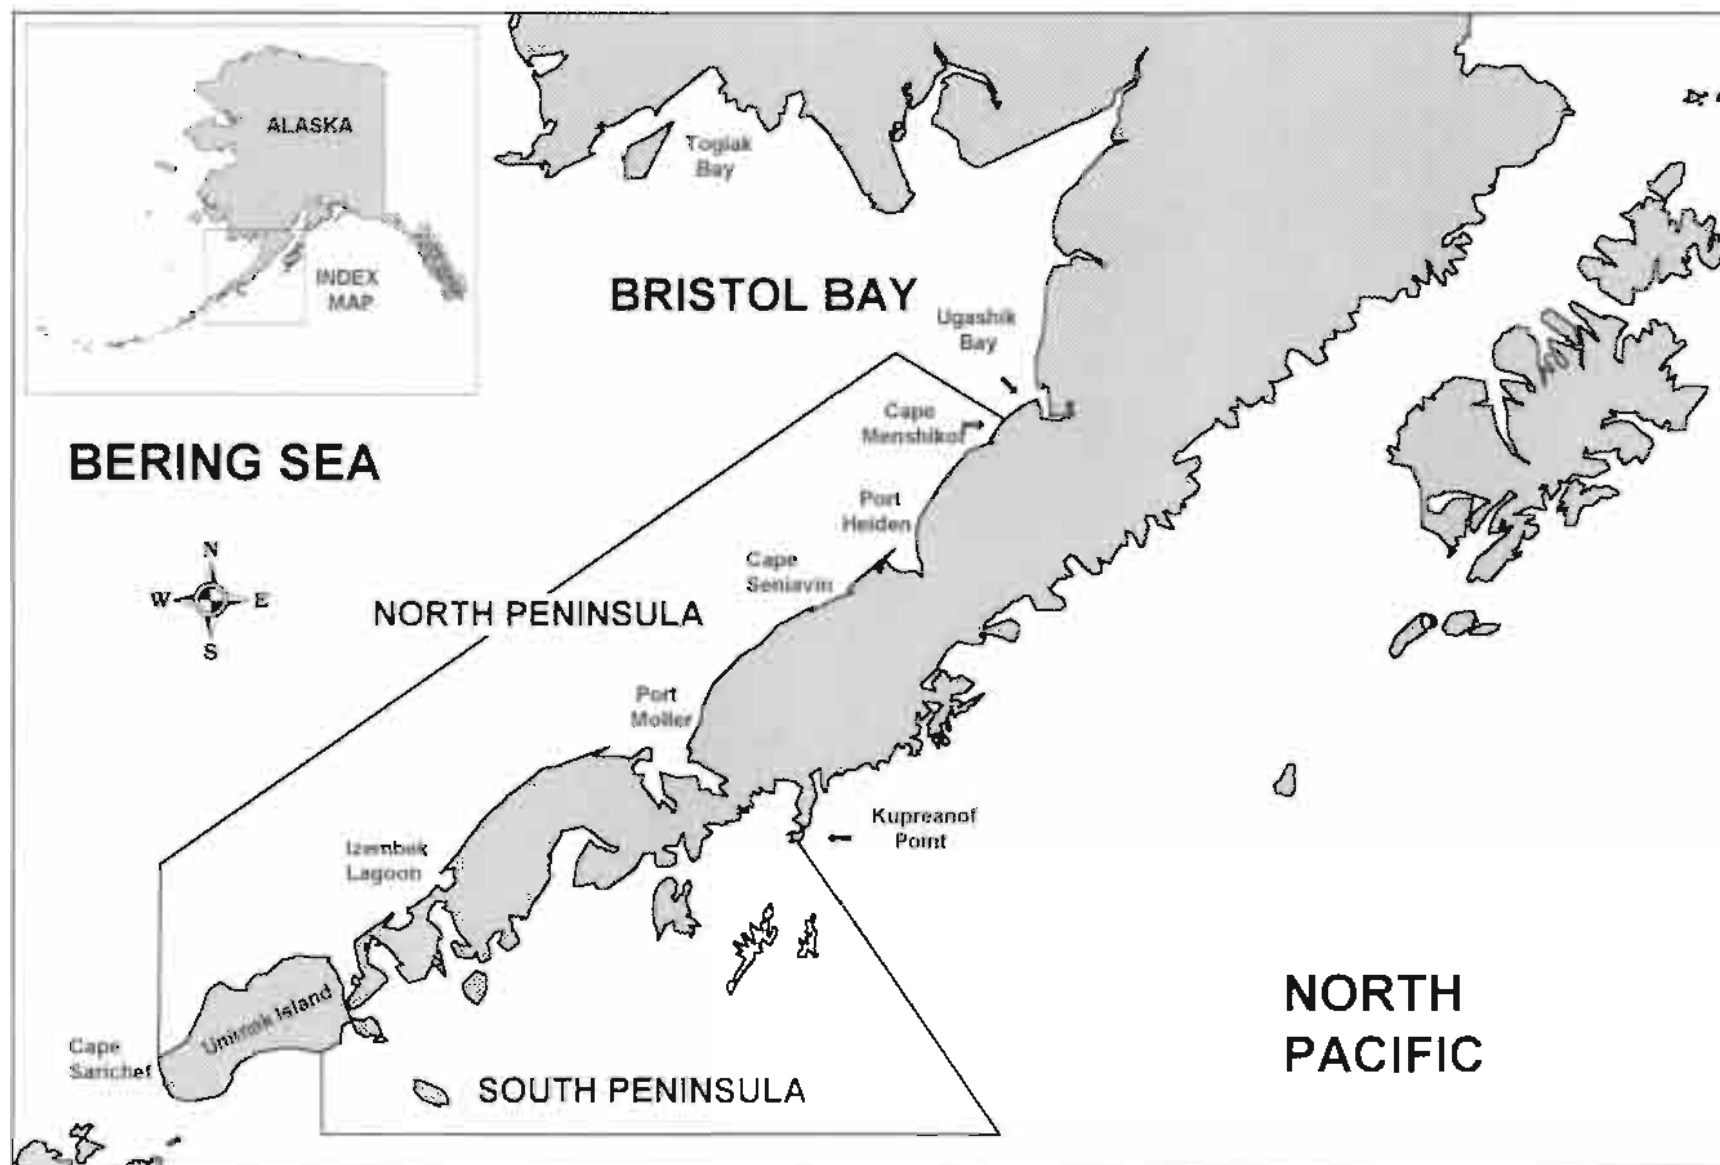 ALASKA
INDEX
MAP
Togiak
Bay
BRISTOL BAY
Ugashik
Bay
Cape
Menshikof
BERING SEA
Port
Heiden
N
W
E
S
Cape
Seniavin
NORTH PENINSULA
Port
Moller
Kupreanof
Point
Izembek
Lagoon
Unimak Island
Cape
Sarichef
SOUTH PENINSULA
NORTH
PACIFIC